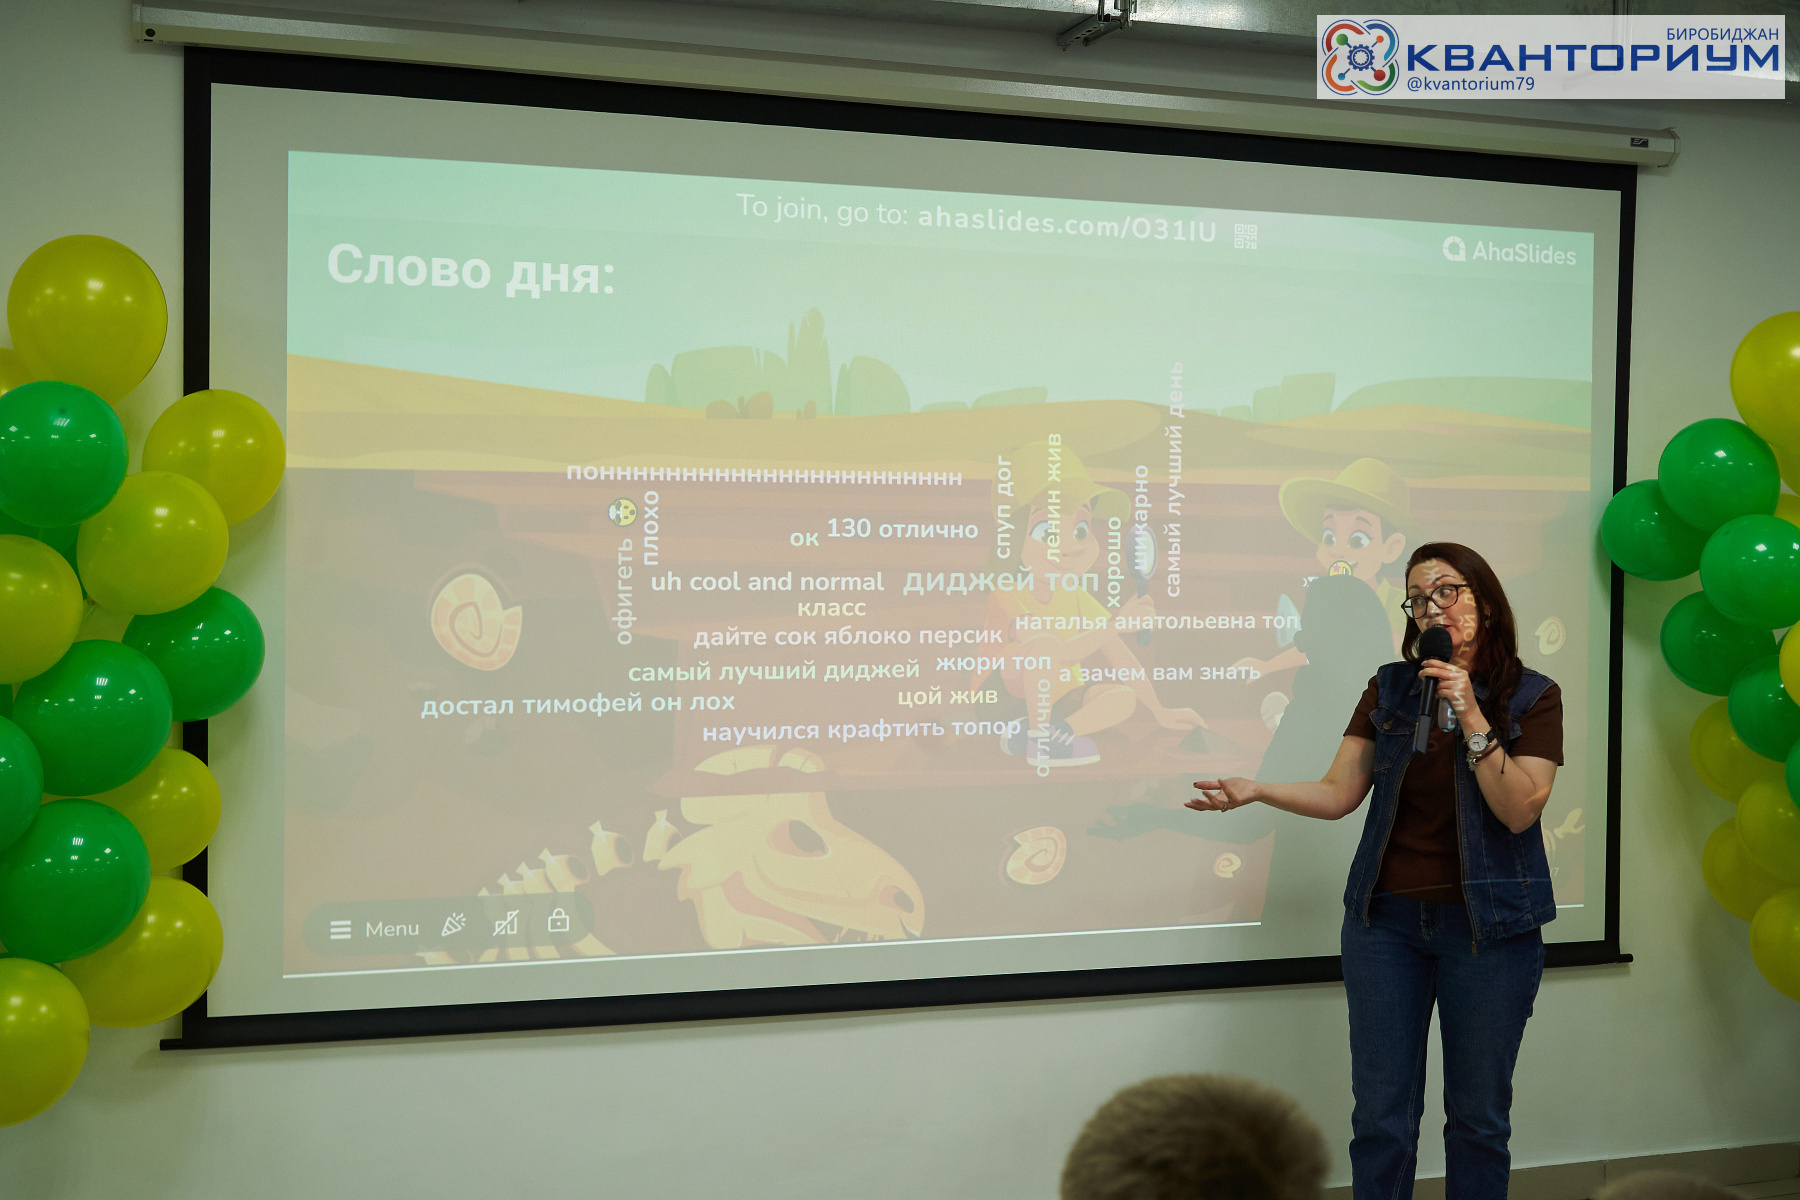 БИРОБИДЖАН
КВАНТОРИУМ
@kvantorium79
To join, go to: ahaslides.com/O31IU
AhaSlides
Слово дня:
понннннннннннннннннннннннн
плохо
офигеть
ок
130 отлично
спуп дог
ленин жив
хорошо
шикарно
самый лучший день
uh cool and normal
диджей топ
класс
наталья анатольевна топ
дайте сок яблоко персик
жюри топ
самый лучший диджей
а зачем вам знать
цой жив
достал тимофей он лох
научился крафтить топор
отлично
Menu